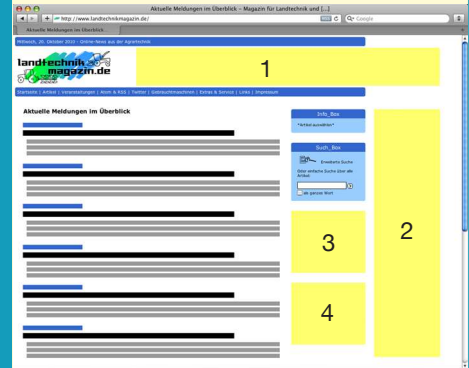 Aktuelle Meldungen im Überblick – Magazin für Landtechnik und [...]
http://www.landtechnikmagazin.de/
Google
Aktuelle Meldungen im Überblick...
Mittwoch, 20. Oktober 2010 - Online-News aus der Agrartechnik
landtechnik
magazin.de
1
Startseite | Artikel | Veranstaltungen | Atom & RSS | Twitter | Gebrauchtmaschinen | Extras & Service | Links | Impressum
Aktuelle Meldungen im Überblick
Info_Box
*Artikel auswählen*
Such_Box
Erweiterte Suche
Oder einfache Suche über alle
Artikel:
als ganzes Wort
2
3
4